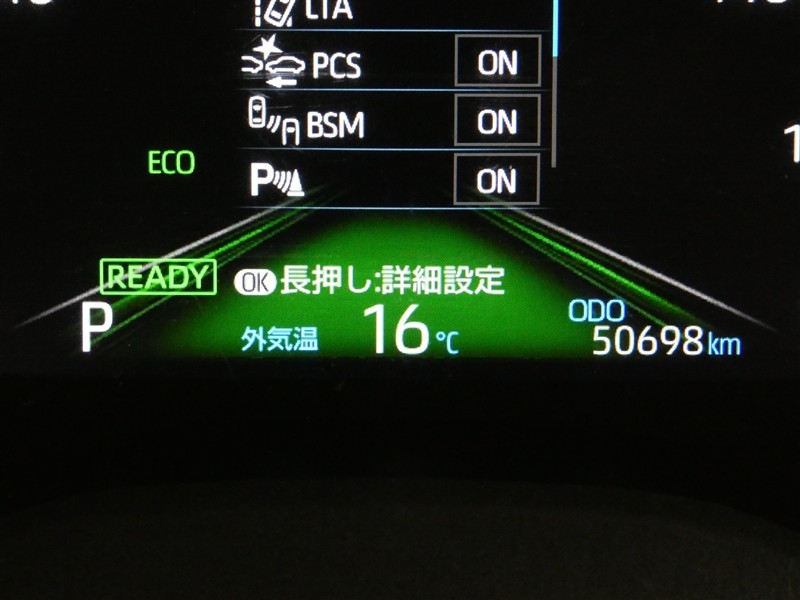 LTA
PCS ON
BSM ON
ECO
P ON
READY
OK 長押し:詳細設定
P 外気温 16℃
ODO
50698km